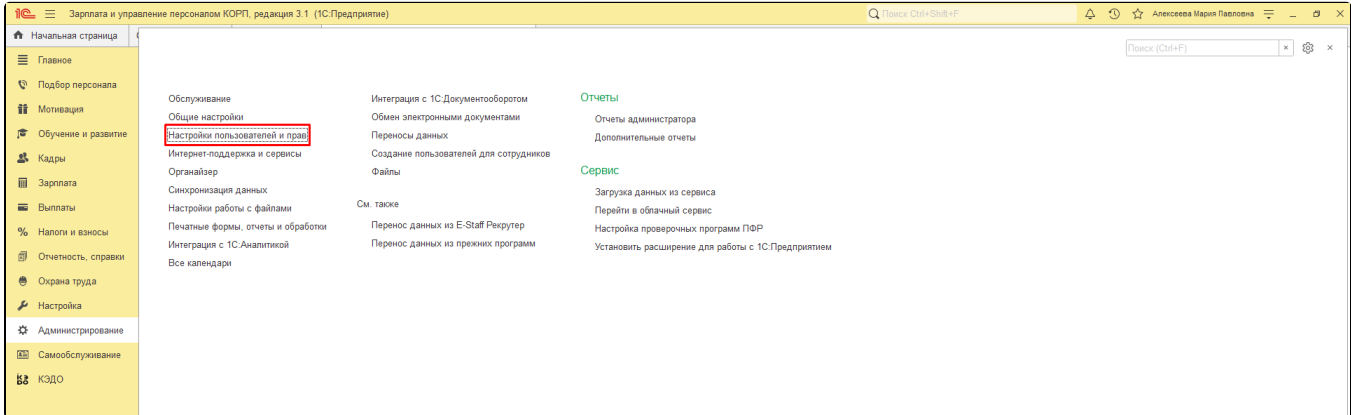 1С Зарплата и управление персоналом КОРП, редакция 3.1 (1С:Предприятие)
Поиск Ctrl+Shift+F
Алексеева Мария Павловна
Начальная страница
Поиск (Ctrl+F)
Главное
Подбор персонала
Мотивация
Обучение и развитие
Кадры
Зарплата
Выплаты
Налоги и взносы
Отчетность, справки
Охрана труда
Настройка
Администрирование
Самообслуживание
КЭДО
Обслуживание
Общие настройки
Настройки пользователей и прав
Интернет-поддержка и сервисы
Органайзер
Синхронизация данных
Настройки работы с файлами
Печатные формы, отчеты и обработки
Интеграция с 1С:Аналитикой
Все календари
Интеграция с 1С:Документооборотом
Обмен электронными документами
Переносы данных
Создание пользователей для сотрудников
Файлы
См. также
Перенос данных из E-Staff Рекрутер
Перенос данных из прежних программ
Отчеты
Отчеты администратора
Дополнительные отчеты
Сервис
Загрузка данных из сервиса
Перейти в облачный сервис
Настройка проверочных программ ПФР
Установить расширение для работы с 1С:Предприятием